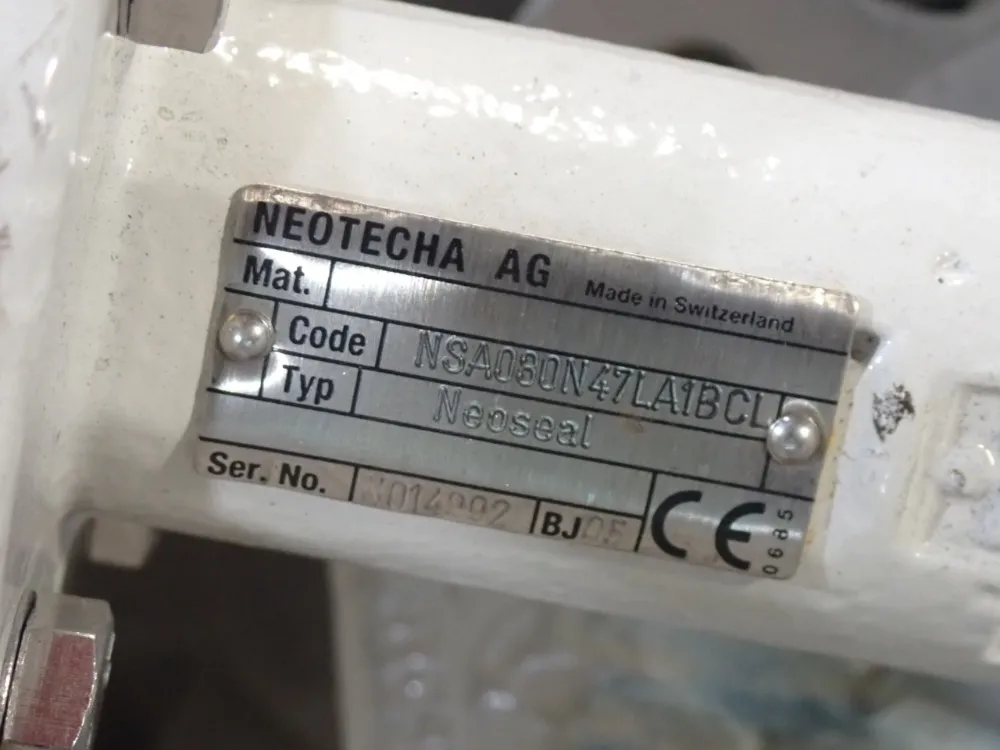 NEOTECHA AG Made in Switzerland
Mat.
Code NSA080N47LA1BCL
Typ Neoseal
Ser. No. BJ CE 0685